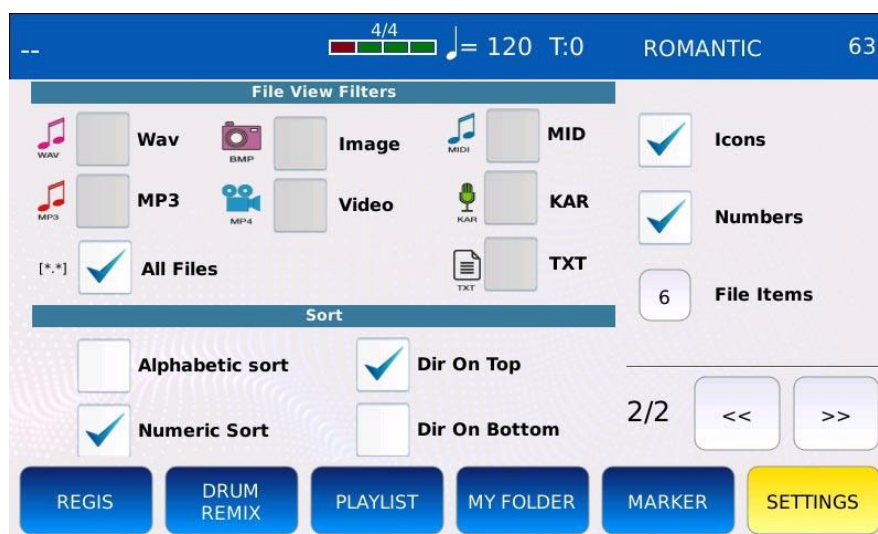 --
4/4
= 120 T:0
ROMANTIC
63
File View Filters
WAV
Wav
BMP
Image
MIDI
MID
Icons
MP3
MP3
MP4
Video
KAR
KAR
Numbers
[*.*]
All Files
TXT
TXT
6
File Items
Sort
Alphabetic sort
Dir On Top
Numeric Sort
Dir On Bottom
2/2
<<
>>
REGIS
DRUM
REMIX
PLAYLIST
MY FOLDER
MARKER
SETTINGS